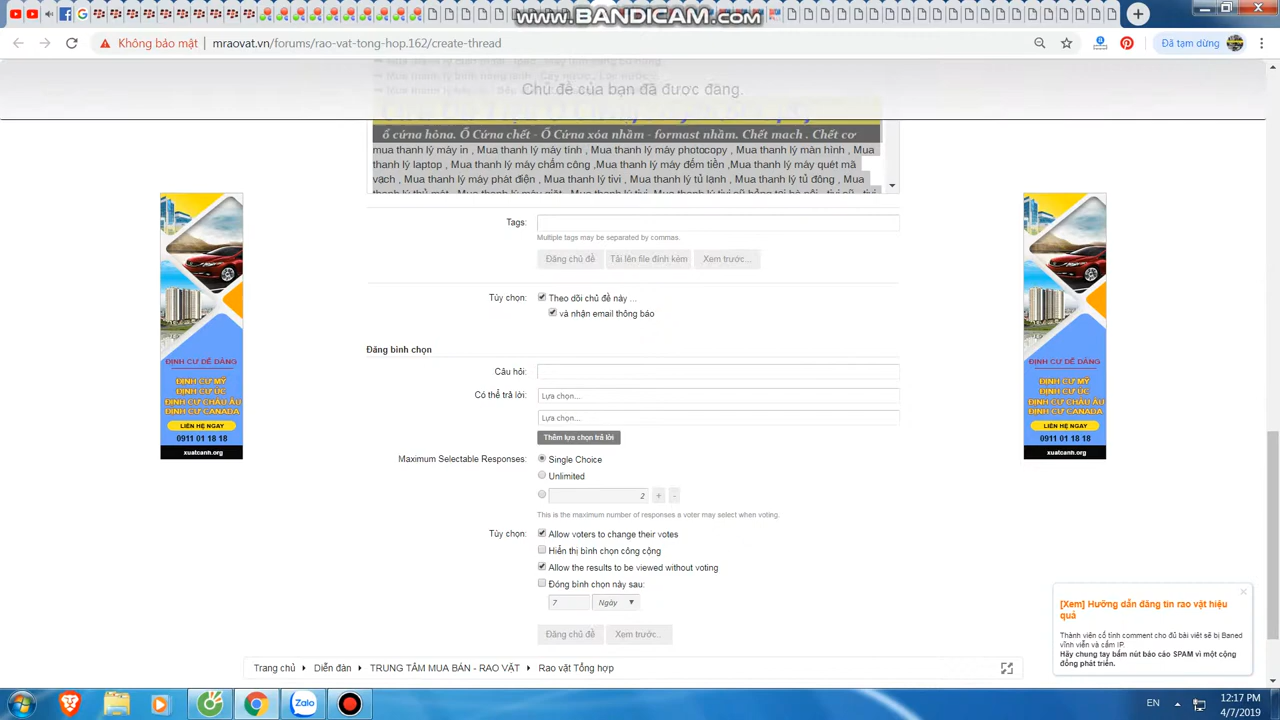 www.BANDICAM.com
Không bảo mật
mraovat.vn/forums/rao-vat-tong-hop.162/create-thread
Đã tạm dừng
Chủ đề của bạn đã được đăng.
ổ cứng hỏng. Ổ Cứng chết - Ổ Cứng xóa nhầm - formast nhầm. Chết mạch . Chết cơ
mua thanh lý máy in , Mua thanh lý máy tính , Mua thanh lý máy photocopy , Mua thanh lý màn hình , Mua
thanh lý laptop , Mua thanh lý máy chấm công ,Mua thanh lý máy đếm tiền ,Mua thanh lý máy quét mã
vạch , Mua thanh lý máy phát điện , Mua thanh lý tivi , Mua thanh lý tủ lạnh , Mua thanh lý tủ đông , Mua
Tags:
Multiple tags may be separated by commas.
Đăng chủ đề
Tải lên file đính kèm
Xem trước...
Tùy chọn:
Theo dõi chủ đề này ...
và nhận email thông báo
Đăng bình chọn
Câu hỏi:
Có thể trả lời:
Lựa chọn...
Lựa chọn...
Thêm lựa chọn trả lời
Maximum Selectable Responses:
Single Choice
Unlimited
2
+
-
This is the maximum number of responses a voter may select when voting.
Tùy chọn:
Allow voters to change their votes
Hiển thị bình chọn công cộng
Allow the results to be viewed without voting
Đóng bình chọn này sau:
7
Ngày
Đăng chủ đề
Xem trước...
Trang chủ
Diễn đàn
TRUNG TÂM MUA BÁN - RAO VẶT
Rao vặt Tổng hợp
ĐỊNH CƯ DỄ DÀNG
ĐỊNH CƯ MỸ
ĐỊNH CƯ ÚC
ĐỊNH CƯ CHÂU ÂU
ĐỊNH CƯ CANADA
LIÊN HỆ NGAY
0911 01 18 18
xuatcanh.org
ĐỊNH CƯ DỄ DÀNG
ĐỊNH CƯ MỸ
ĐỊNH CƯ ÚC
ĐỊNH CƯ CHÂU ÂU
ĐỊNH CƯ CANADA
LIÊN HỆ NGAY
0911 01 18 18
xuatcanh.org
[Xem] Hướng dẫn đăng tin rao vặt hiệu
quả
Thành viên cố tình comment cho đủ bài viết sẽ bị Baned
vĩnh viễn và cấm IP.
Hãy chung tay bấm nút báo cáo SPAM vì một cộng
đồng phát triển.
Zalo
EN
12:17 PM
4/7/2019